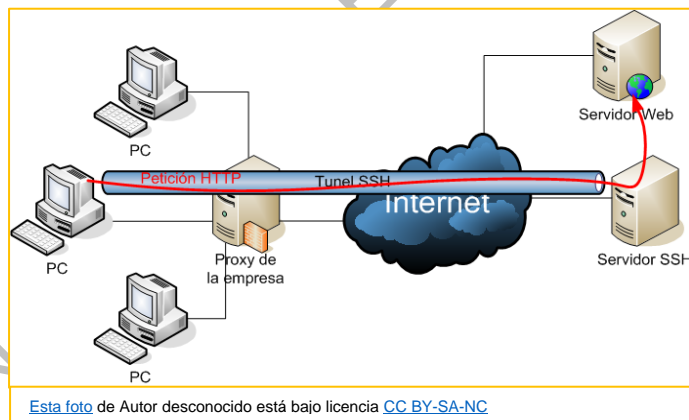 PC
Servidor Web
Petición HTTP
Tunel SSH
Internet
PC
Proxy de
la empresa
Servidor SSH
PC
Esta foto de Autor desconocido está bajo licencia CC BY-SA-NC